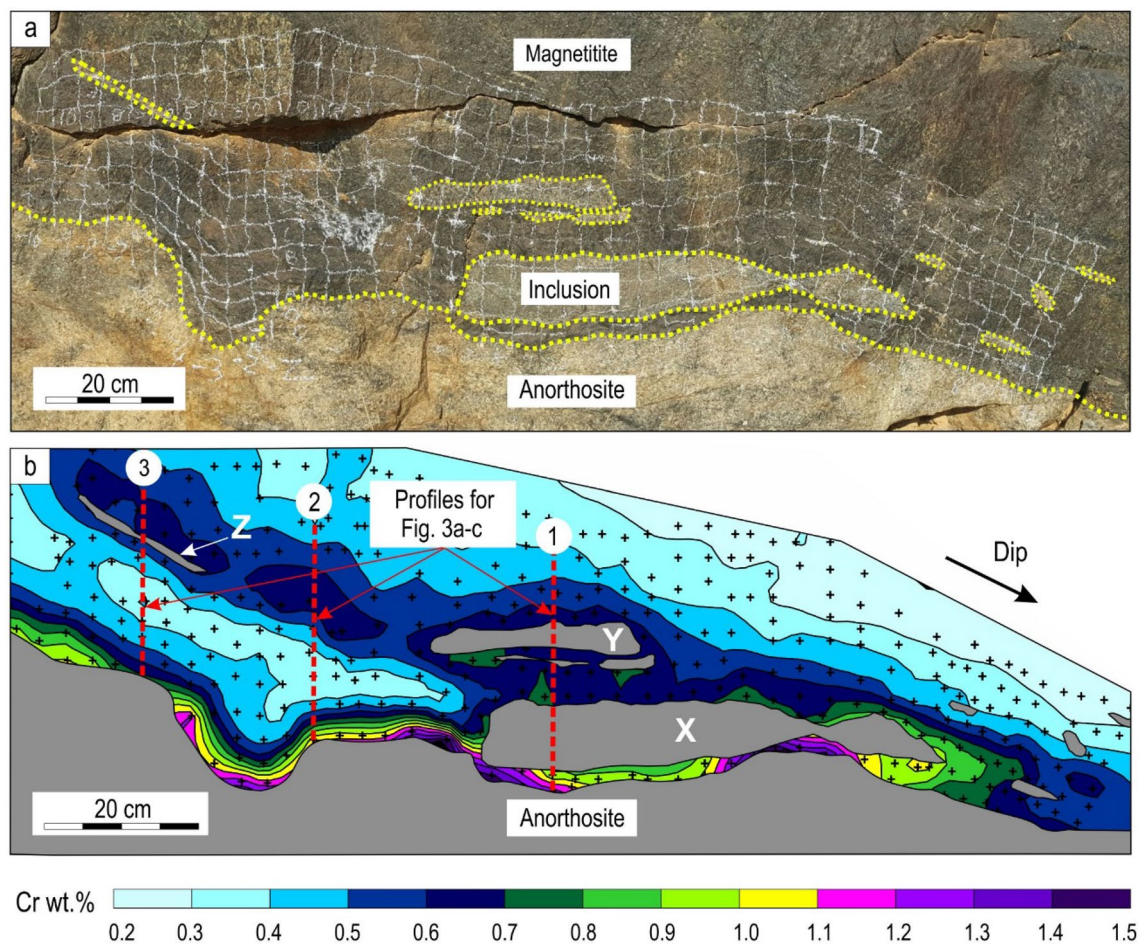 a
Magnetitite
Inclusion
20 cm
Anorthosite
b
3
2
Profiles for
Fig. 3a-c
1
Z
Dip
Y
X
20 cm
Anorthosite
Cr wt.%
0.2 0.3 0.4 0.5 0.6 0.7 0.8 0.9 1.0 1.1 1.2 1.3 1.4 1.5